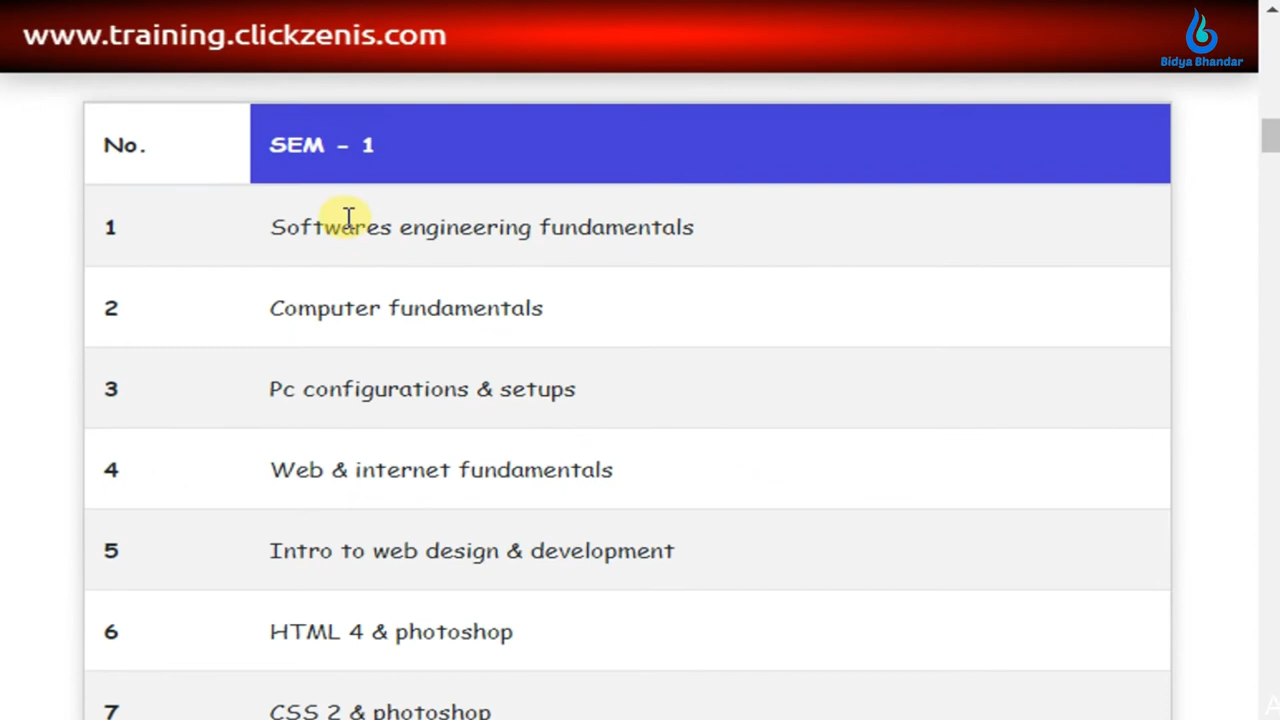 www.training.clickzenis.com
Bidya Bhandar
No. SEM - 1
1 Softwares engineering fundamentals
2 Computer fundamentals
3 Pc configurations & setups
4 Web & internet fundamentals
5 Intro to web design & development
6 HTML 4 & photoshop
7 CSS 2 & photoshop